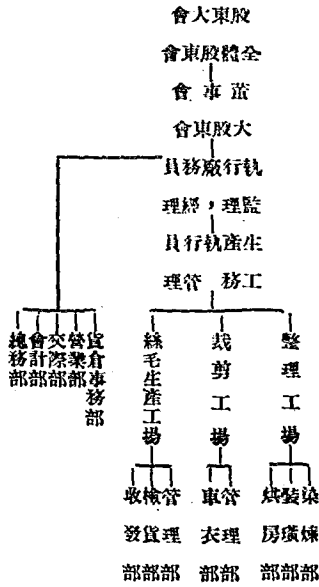 股東大會
全體股東會
董事會
大股東會
執行廠務員
監理，經理
生產執行員
工務管理
整理工場
裁剪工場
絲毛生產工場
貨倉事務部
營業部
交際部
會計部
總務部
染煉部
裝璜部
烘房部
管理部
車衣部
管理部
檢貨部
收發部